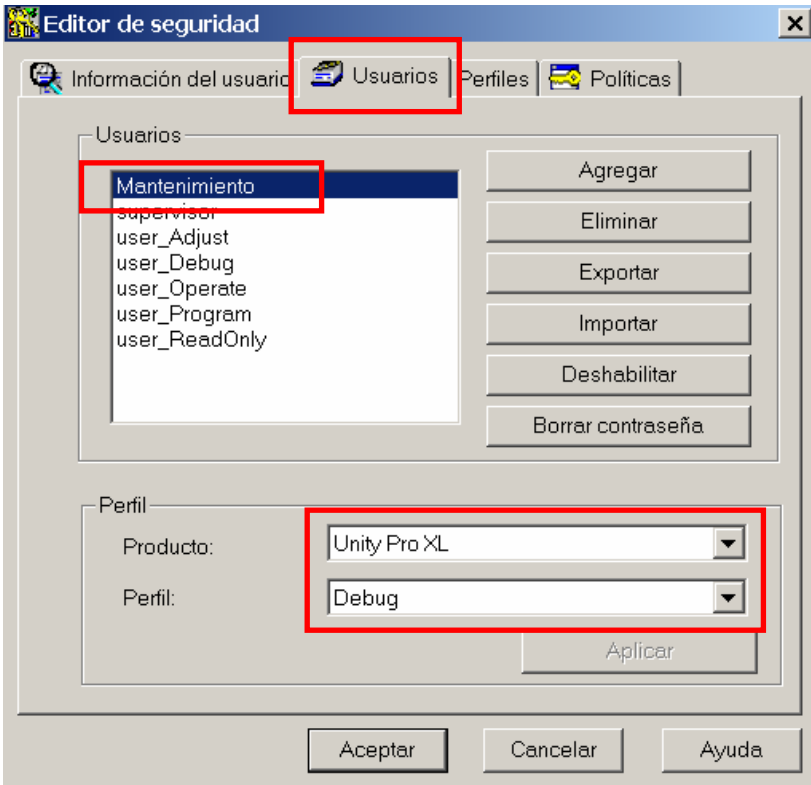 Editor de seguridad
Información del usuario Usuarios Perfiles Políticas
Usuarios
Mantenimiento
supervisor
user_Adjust
user_Debug
user_Operate
user_Program
user_ReadOnly
Agregar
Eliminar
Exportar
Importar
Deshabilitar
Borrar contraseña
Perfil
Producto: Unity Pro XL
Perfil: Debug
Aplicar
Aceptar Cancelar Ayuda